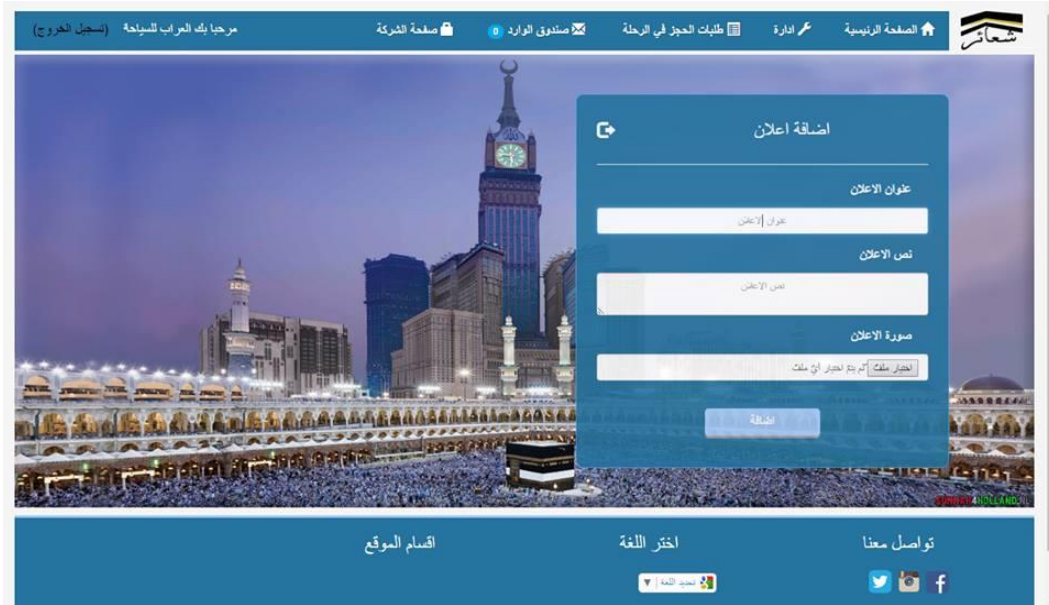 شعائر
الصفحة الرئيسية
ادارة
طلبات الحجز في الرحلة
صندوق الوارد 0
صفحة الشركة
مرحبا بك العراب للسياحة (تسجيل الخروج)
اضافة اعلان
عنوان الاعلان
عنوان الاعلان
نص الاعلان
نص الاعلان
صورة الاعلان
اختيار ملف لم يتم اختيار أي ملف
اضافة
تواصل معنا
اختر اللغة
اقسام الموقع
تحديد اللغة ▼